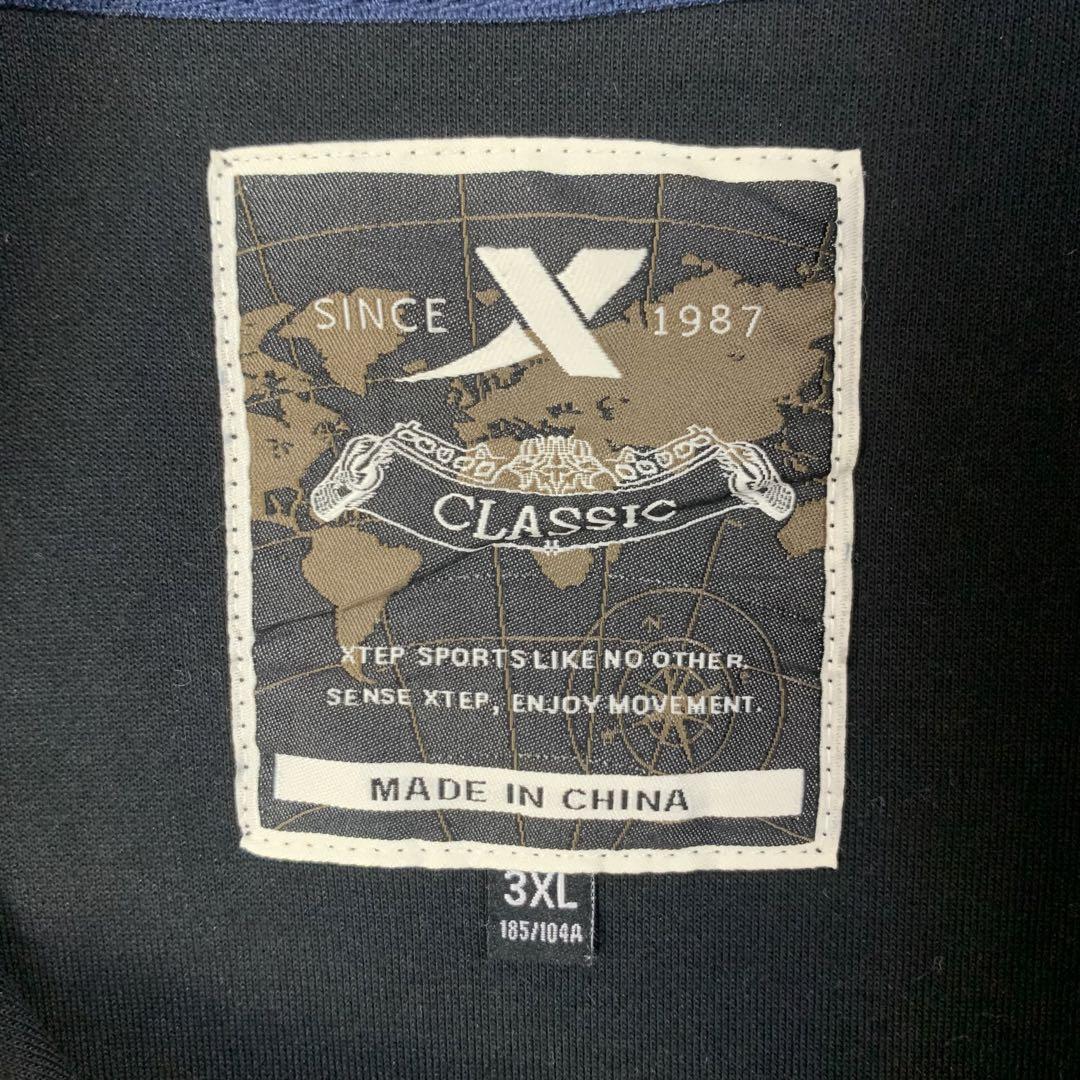 SINCE X 1987
CLASSIC
N
XTEP SPORTS LIKE NO OTHER.
SENSE XTEP, ENJOY MOVEMENT.
MADE IN CHINA
3XL
185/104A